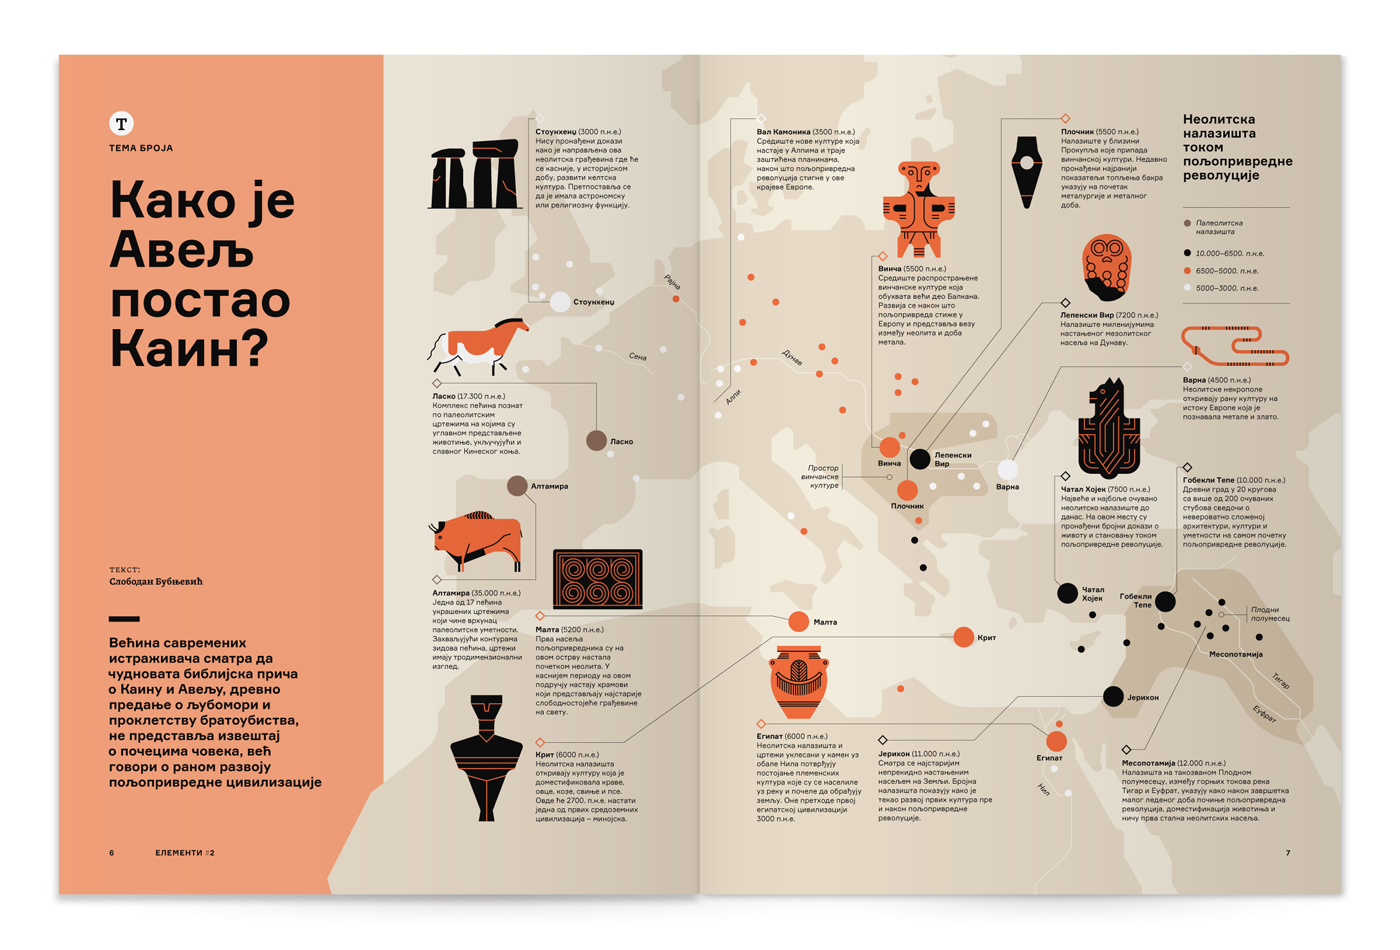 Т
ТЕМА БРОЈА
Како је
Авељ
постао
Каин?
ТЕКСТ:
Слободан Бубњевић
Већина савремених
истраживача сматра да
чудновата библијска прича
о Каину и Авељу, древно
предање о љубомори и
проклетству братоубиства,
не представља извештај
о почецима човека, већ
говори о раном развоју
пољопривредне цивилизације
6
ЕЛЕМЕНТИ #2
Стоунхенџ (3000 п.н.е.)
Нису пронађени докази
како је направљена ова
неолитска грађевина где ће
се касније, у историјском
добу, развити келтска
култура. Претпоставља се
да је имала астрономску
или религиозну функцију.
Стоунхенџ
Рајна
Сена
Ласко (17.300 п.н.е.)
Комплекс пећина познат
по палеолитским
цртежима на којима су
углавном представљене
животиње, укључујући и
славног Кинеског коња.
Ласко
Алтамира
Алтамира (35.000 п.н.е.)
Једна од 17 пећина
украшених цртежима
који чине врхунац
палеолитске уметности.
Захваљујући контурама
зидова пећина, цртежи
имају тродимензионални
изглед.
Малта (5200 п.н.е.)
Прва насеља
пољопривредника су на
овом острву настала
почетком неолита. У
каснијем периоду на овом
подручју настају храмови
који представљају најстарије
слободностојеће грађевине
на свету.
Крит (6000 п.н.е.)
Неолитска налазишта
откривају културу која је
доместификовала краве,
овце, козе, свиње и псе.
Овде ће 2700. п.н.е. настати
једна од првих средоземних
цивилизација – минојска.
Вал Камоника (3500 п.н.е.)
Средиште нове културе која
настаје у Алпима и траје
заштићена планинама,
након што пољопривредна
револуција стигне у ове
крајеве Европе.
Дунав
Алпи
Винча (5500 п.н.е.)
Средиште распрострањене
винчанске културе која
обухвата већи део Балкана.
Развија се након што
пољопривреда стиже у
Европу и представља везу
између неолита и доба
метала.
Плочник (5500 п.н.е.)
Налазиште у близини
Прокупља које припада
винчанској култури. Недавно
пронађени најранији
показатељи топљења бакра
указују на почетак
металургије и металног
доба.
Лепенски Вир (7200 п.н.е.)
Налазиште миленијумима
настањеног мезолитског
насеља на Дунаву.
Неолитска
налазишта
током
пољопривредне
револуције
Палеолитска
налазишта
10.000–6500. п.н.е.
6500–5000. п.н.е.
5000–3000. п.н.е.
Варна (4500 п.н.е.)
Неолитске некрополе
откривају рану културу на
истоку Европе која је
познавала метале и злато.
Винча
Лепенски
Вир
Плочник
Варна
Простор
винчанске
културе
Чатал Хојек (7500 п.н.е.)
Највеће и најбоље очувано
неолитско налазиште до
данас. На овом месту су
пронађени бројни докази о
животу и становању током
пољопривредне револуције.
Гобекли Тепе (10.000 п.н.е.)
Древни град у 20 кругова
са више од 200 очуваних
стубова сведочи о
невероватно сложеној
архитектури, култури и
уметности на самом почетку
пољопривредне револуције.
Чатал
Хојек
Гобекли
Тепе
Плодни
полумесец
Месопотамија
Тигар
Еуфрат
Малта
Крит
Јерихон
Египат
Нил
Египат (6000 п.н.е.)
Неолитска налазишта и
цртежи уклесани у камен уз
обале Нила потврђују
постојање племенских
култура које су се населиле
уз реку и почеле да обрађују
земљу. Оне претходе првој
египатској цивилизацији
3000 п.н.е.
Јерихон (11.000 п.н.е.)
Сматра се најстаријим
непрекидно настањеним
насељем на Земљи. Бројна
налазишта показују како је
текао развој првих култура пре
и након пољопривредне
револуције.
Месопотамија (12.000 п.н.е.)
Налазишта на такозваном Плодном
полумесецу, између горњих токова река
Тигар и Еуфрат, указују како након завршетка
малог леденог доба почиње пољопривредна
револуција, доместификација животиња и
ничу прва стална неолитских насеља.
7